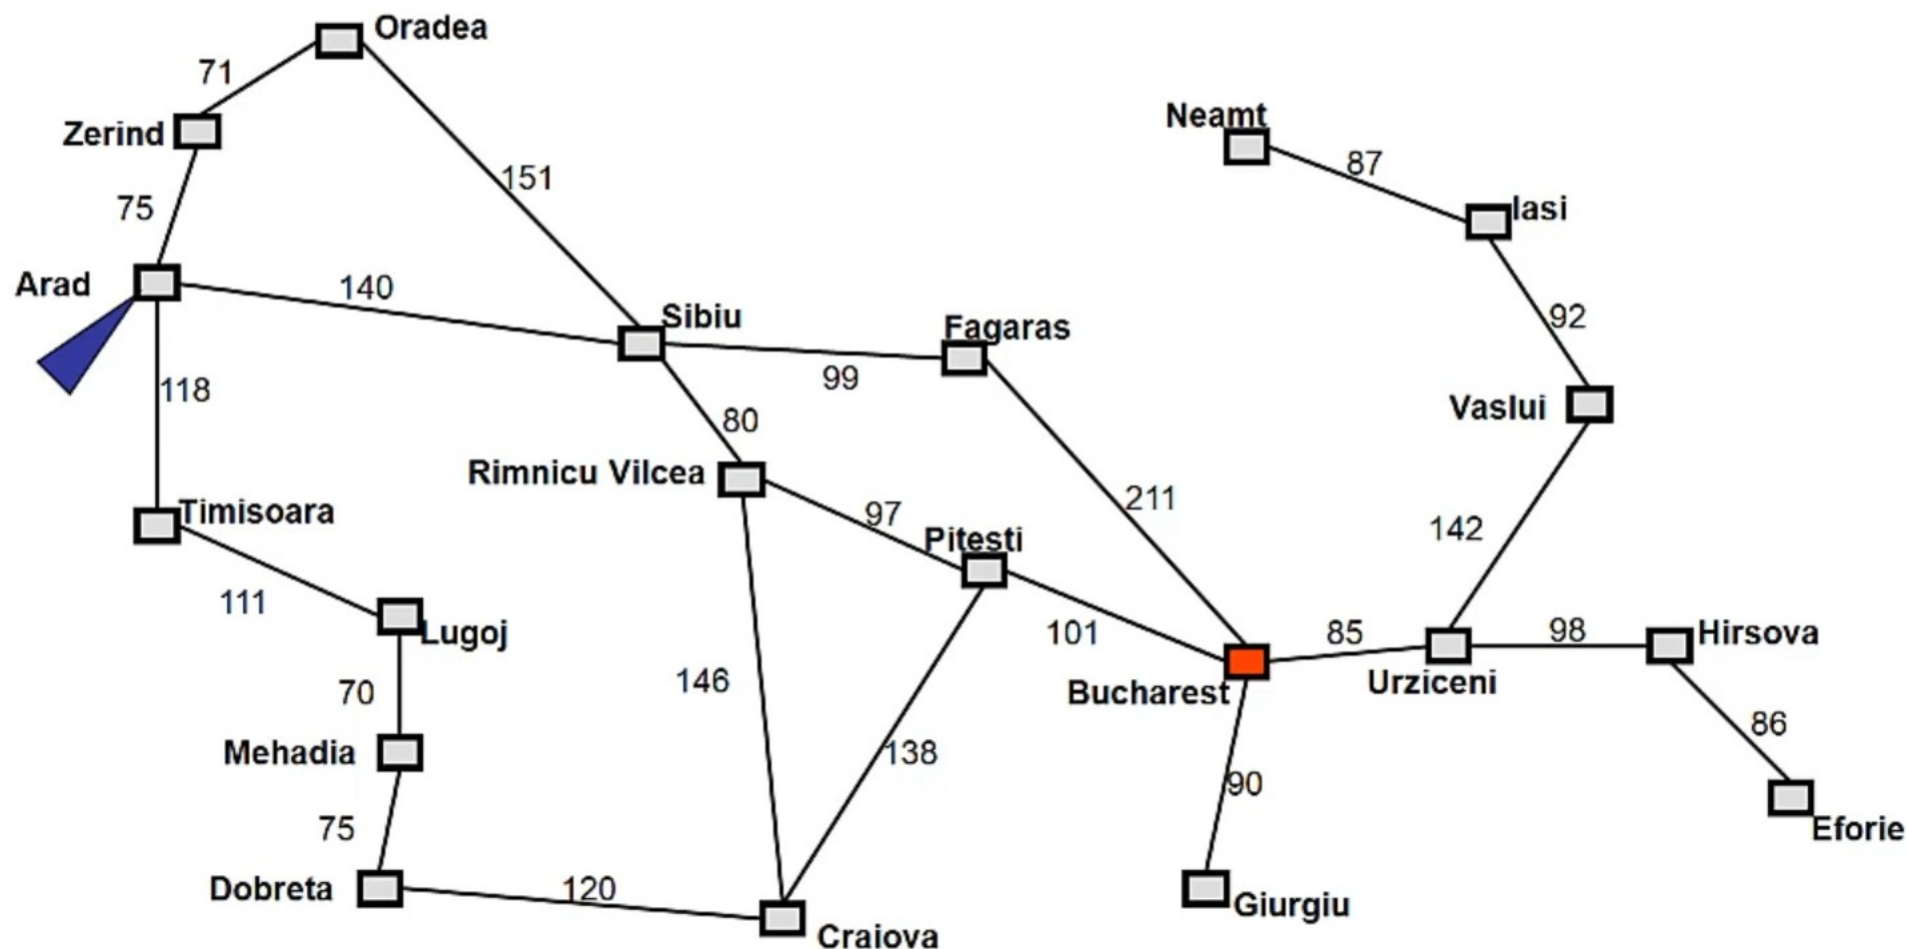 Oradea
71
Neamt
Zerind
87
151
75
Iasi
Arad
140
Sibiu
92
Fagaras
99
118
Vaslui
80
Rimnicu Vilcea
211
97
Timisoara
142
Pitesti
111
101
85
98
Hirsova
Lugoj
146
Urziceni
70
Bucharest
86
Mehadia
138
90
75
Eforie
Dobreta
120
Giurgiu
Craiova